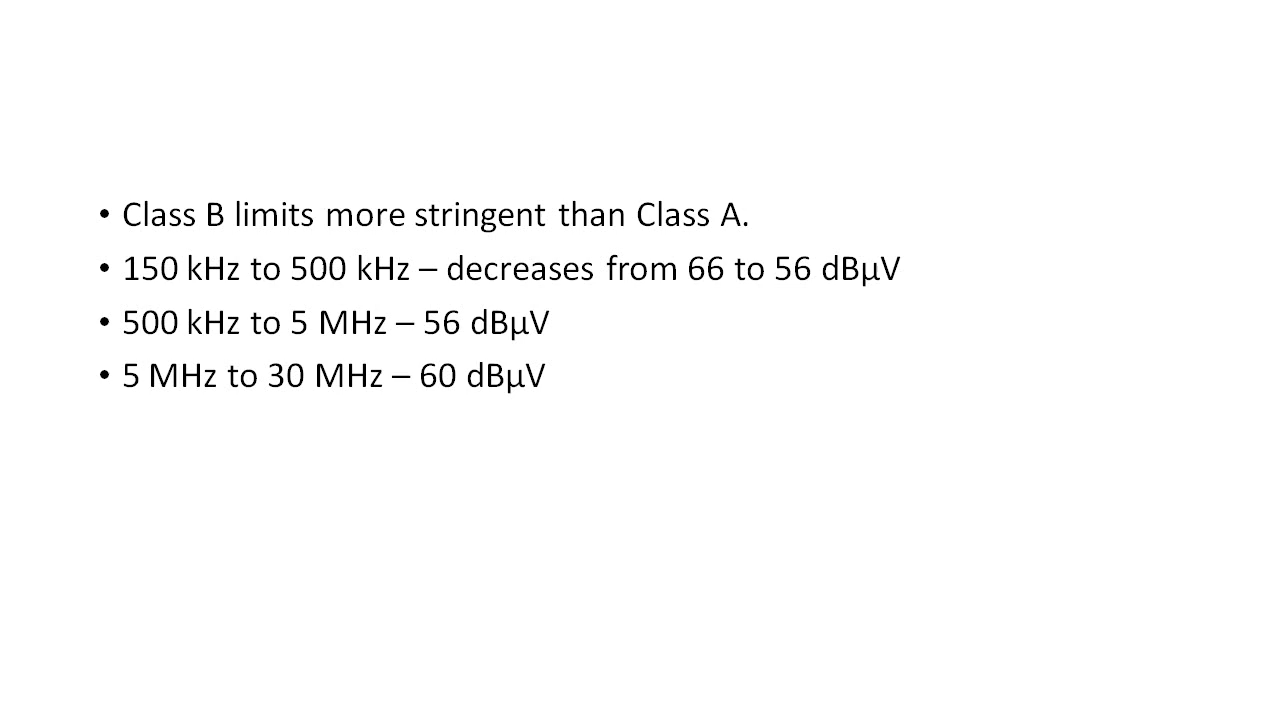 • Class B limits more stringent than Class A.
• 150 kHz to 500 kHz – decreases from 66 to 56 dBµV
• 500 kHz to 5 MHz – 56 dBµV
• 5 MHz to 30 MHz – 60 dBµV